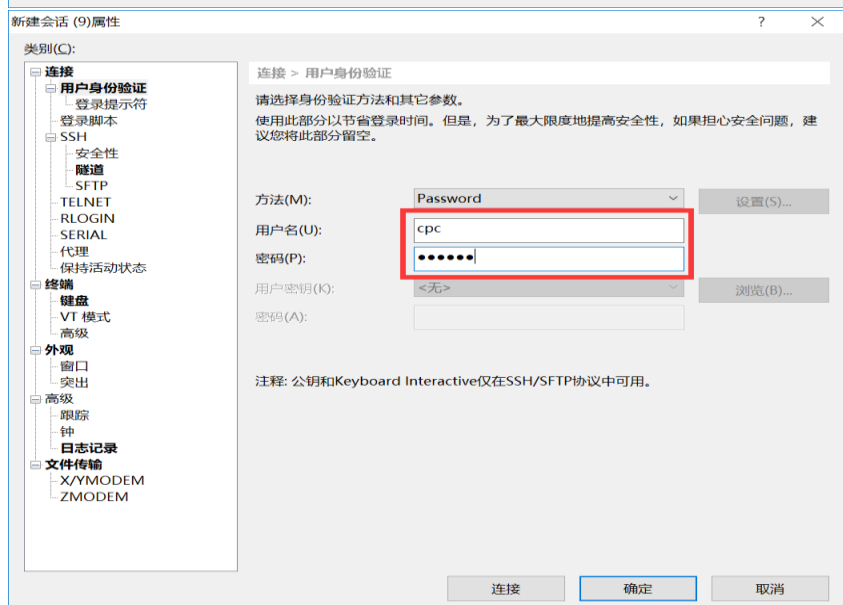 新建会话 (9)属性
?
类别(C):
连接
用户身份验证
登录提示符
登录脚本
SSH
安全性
隧道
SFTP
TELNET
RLOGIN
SERIAL
代理
保持活动状态
终端
键盘
VT 模式
高级
外观
窗口
突出
高级
跟踪
钟
日志记录
文件传输
X/YMODEM
ZMODEM
连接 > 用户身份验证
请选择身份验证方法和其它参数。
使用此部分以节省登录时间。但是，为了最大限度地提高安全性，如果担心安全问题，建
议您将此部分留空。
方法(M): Password 设置(S)...
用户名(U): cpc
密码(P): ●●●●●●
用户密钥(K): <无> 浏览(B)...
密码(A):
注释: 公钥和Keyboard Interactive仅在SSH/SFTP协议中可用。
连接 确定 取消